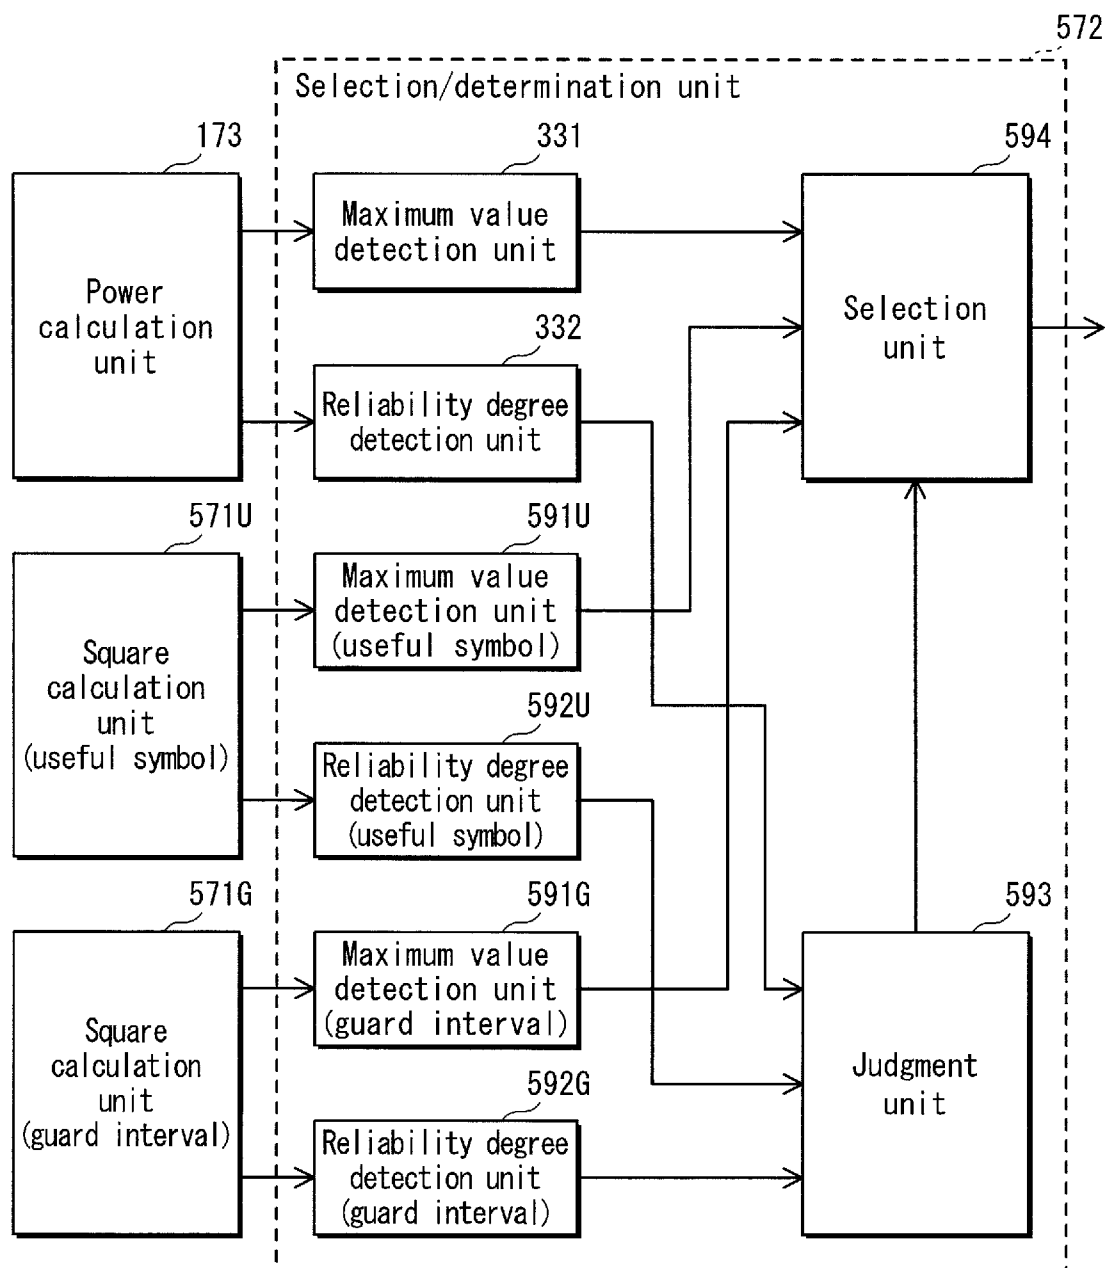 572
Selection/determination unit
173
331
594
Power
calculation
unit
Maximum value
detection unit
Selection
unit
332
Reliability degree
detection unit
571U
591U
Square
calculation
unit
(useful symbol)
Maximum value
detection unit
(useful symbol)
592U
Reliability degree
detection unit
(useful symbol)
571G
591G
593
Square
calculation
unit
(guard interval)
Maximum value
detection unit
(guard interval)
Judgment
unit
592G
Reliability degree
detection unit
(guard interval)